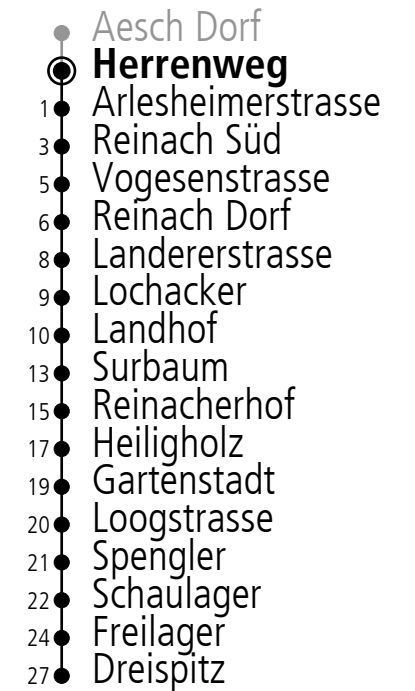 Aesch Dorf
Herrenweg
1 Arlesheimerstrasse
3 Reinach Süd
5 Vogesenstrasse
6 Reinach Dorf
8 Landererstrasse
9 Lochacker
10 Landhof
13 Surbaum
15 Reinacherhof
17 Heiligholz
19 Gartenstadt
20 Loogstrasse
21 Spengler
22 Schaulager
24 Freilager
27 Dreispitz